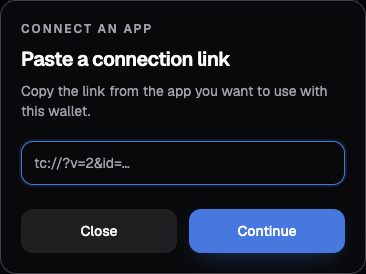 CONNECT AN APP
Paste a connection link
Copy the link from the app you want to use with
this wallet.
tc://?v=2&id=...
Close
Continue